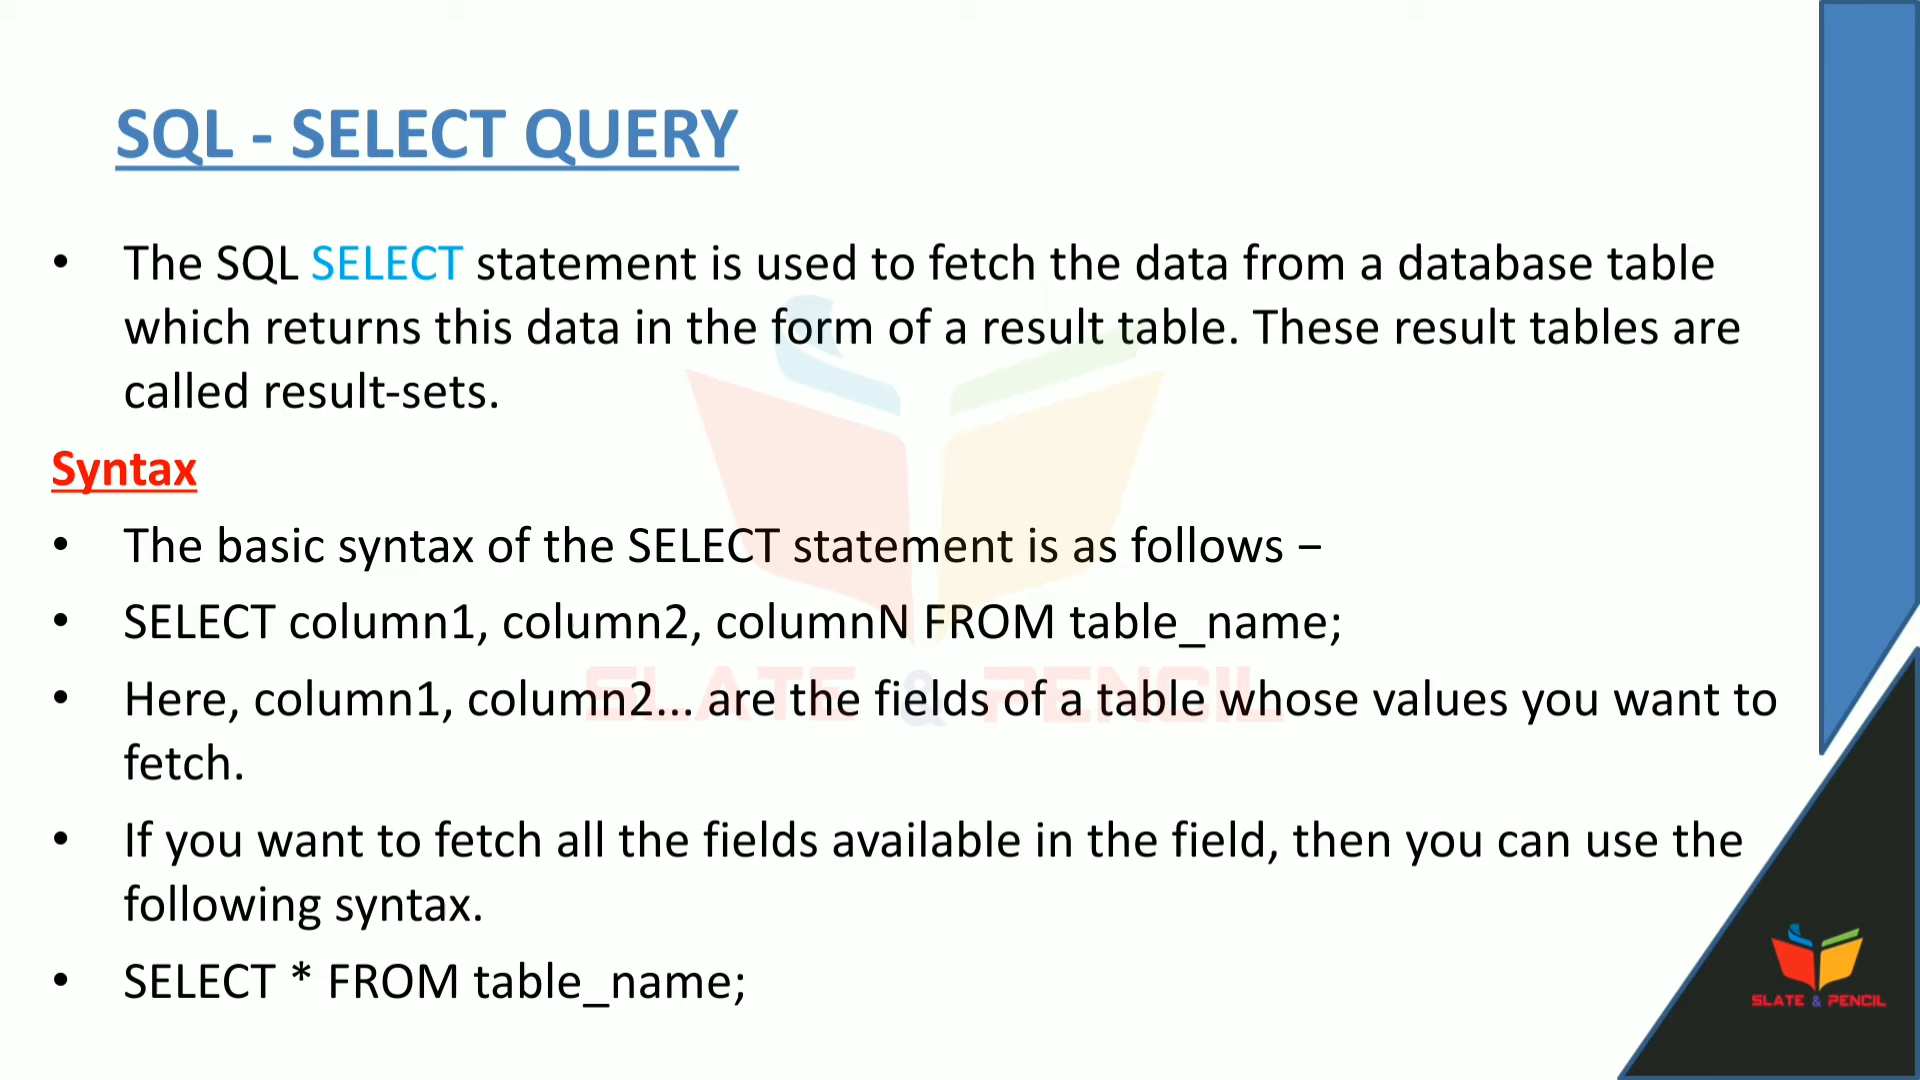 SQL - SELECT QUERY
• The SQL SELECT statement is used to fetch the data from a database table
which returns this data in the form of a result table. These result tables are
called result-sets.
Syntax
• The basic syntax of the SELECT statement is as follows −
• SELECT column1, column2, columnN FROM table_name;
• Here, column1, column2... are the fields of a table whose values you want to
fetch.
• If you want to fetch all the fields available in the field, then you can use the
following syntax.
• SELECT * FROM table_name;
SLATE & PENCIL
SLATE & PENCIL